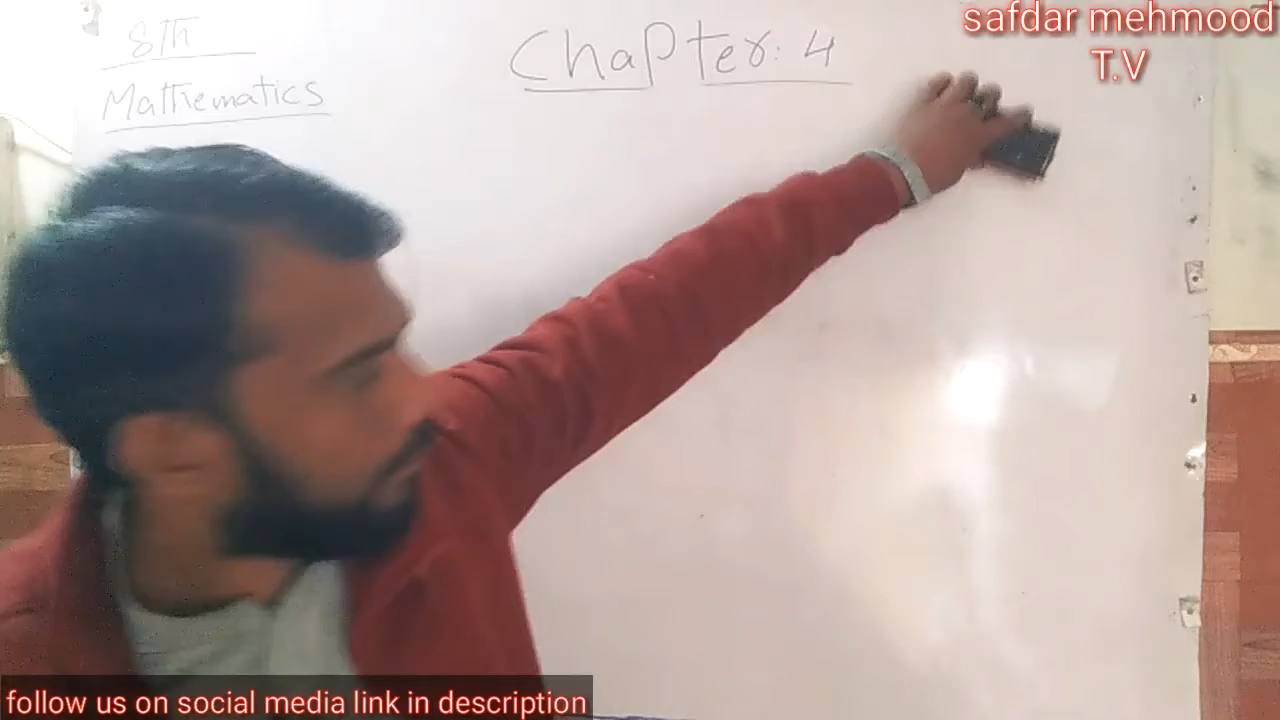 8th
Mathematics
Chapter: 4
safdar mehmood
T.V
follow us on social media link in description